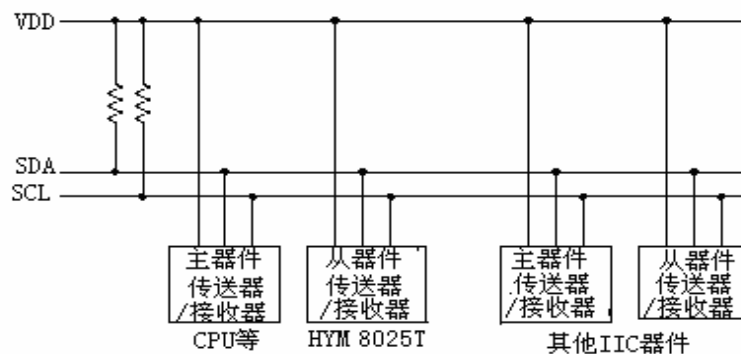 VDD
SDA
SCL
主器件
传送器
/接收器
从器件
传送器
/接收器
主器件
传送器
/接收器
从器件
传送器
/接收器
CPU等
HYM 8025T
其他IIC器件